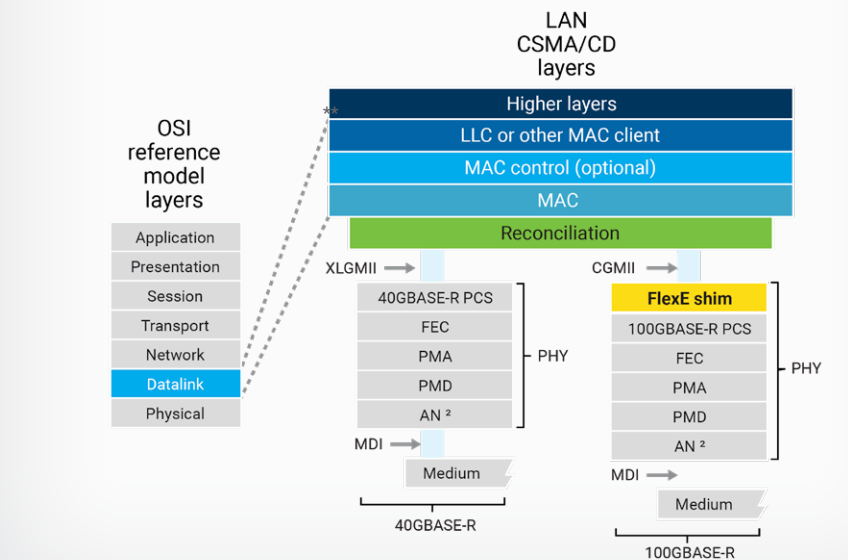 LAN
CSMA/CD
layers
OSI
reference
model
layers
Application
Presentation
Session
Transport
Network
Datalink
Physical
**
Higher layers
LLC or other MAC client
MAC control (optional)
MAC
Reconciliation
XLGMII
40GBASE-R PCS
FEC
PMA
PMD
AN ²
PHY
MDI
Medium
40GBASE-R
CGMII
FlexE shim
100GBASE-R PCS
FEC
PMA
PMD
AN ²
PHY
MDI
Medium
100GBASE-R